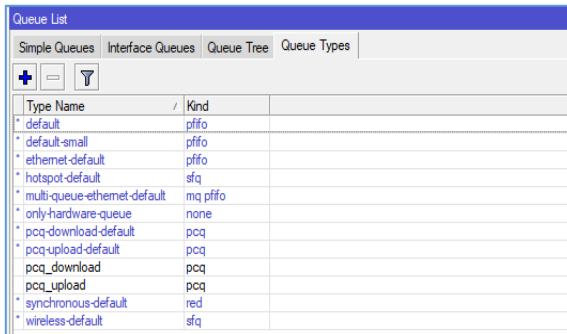 Queue List
Simple Queues Interface Queues Queue Tree Queue Types
Type Name / Kind
* default pfifo
* default-small pfifo
* ethernet-default pfifo
* hotspot-default sfq
* multi-queue-ethernet-default mq pfifo
* only-hardware-queue none
* pcq-download-default pcq
* pcq-upload-default pcq
pcq_download pcq
pcq_upload pcq
* synchronous-default red
* wireless-default sfq